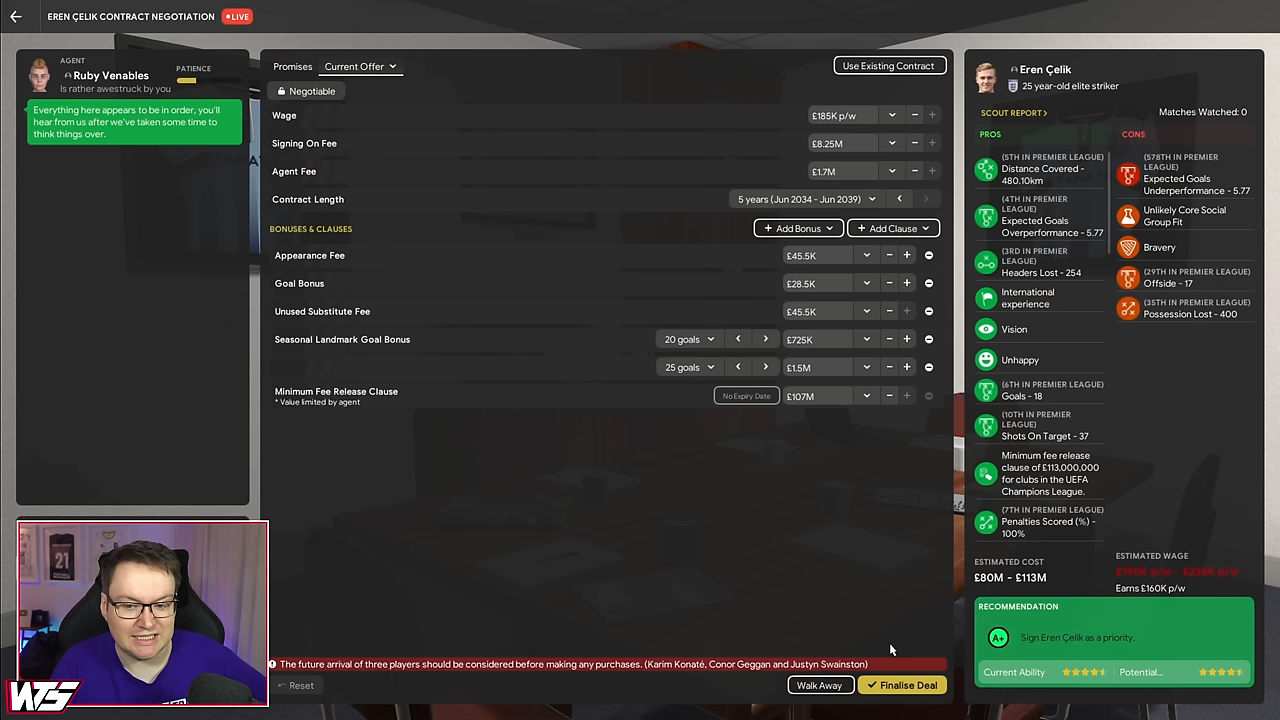 EREN ÇELIK CONTRACT NEGOTIATION
LIVE
AGENT
Ruby Venables
Is rather awestruck by you
PATIENCE
Everything here appears to be in order, you'll
hear from us after we've taken some time to
think things over.
Promises
Current Offer
Use Existing Contract
Negotiable
Wage
£185K p/w
Signing On Fee
£8.25M
Agent Fee
£1.7M
Contract Length
5 years (Jun 2034 - Jun 2039)
BONUSES & CLAUSES
+ Add Bonus
+ Add Clause
Appearance Fee
£45.5K
Goal Bonus
£28.5K
Unused Substitute Fee
£45.5K
Seasonal Landmark Goal Bonus
20 goals
£725K
25 goals
£1.5M
Minimum Fee Release Clause
* Value limited by agent
No Expiry Date
£107M
The future arrival of three players should be considered before making any purchases. (Karim Konaté, Conor Geggan and Justyn Swainston)
Reset
Walk Away
Finalise Deal
Eren Çelik
25 year-old elite striker
SCOUT REPORT >
Matches Watched: 0
PROS
(5TH IN PREMIER LEAGUE)
Distance Covered -
480.10km
(4TH IN PREMIER
LEAGUE)
Expected Goals
Overperformance - 5.77
(3RD IN PREMIER
LEAGUE)
Headers Lost - 254
International
experience
Vision
Unhappy
(6TH IN PREMIER LEAGUE)
Goals - 18
(10TH IN PREMIER
LEAGUE)
Shots On Target - 37
Minimum fee release
clause of £113,000,000
for clubs in the UEFA
Champions League.
(7TH IN PREMIER LEAGUE)
Penalties Scored (%) -
100%
CONS
(578TH IN PREMIER
LEAGUE)
Expected Goals
Underperformance - 5.77
Unlikely Core Social
Group Fit
Bravery
(29TH IN PREMIER LEAGUE)
Offside - 17
(35TH IN PREMIER LEAGUE)
Possession Lost - 400
ESTIMATED COST
£80M - £113M
ESTIMATED WAGE
£190K p/w - £235K p/w
Earns £160K p/w
RECOMMENDATION
A+
Sign Eren Çelik as a priority.
Current Ability
Potential...
21
WTS